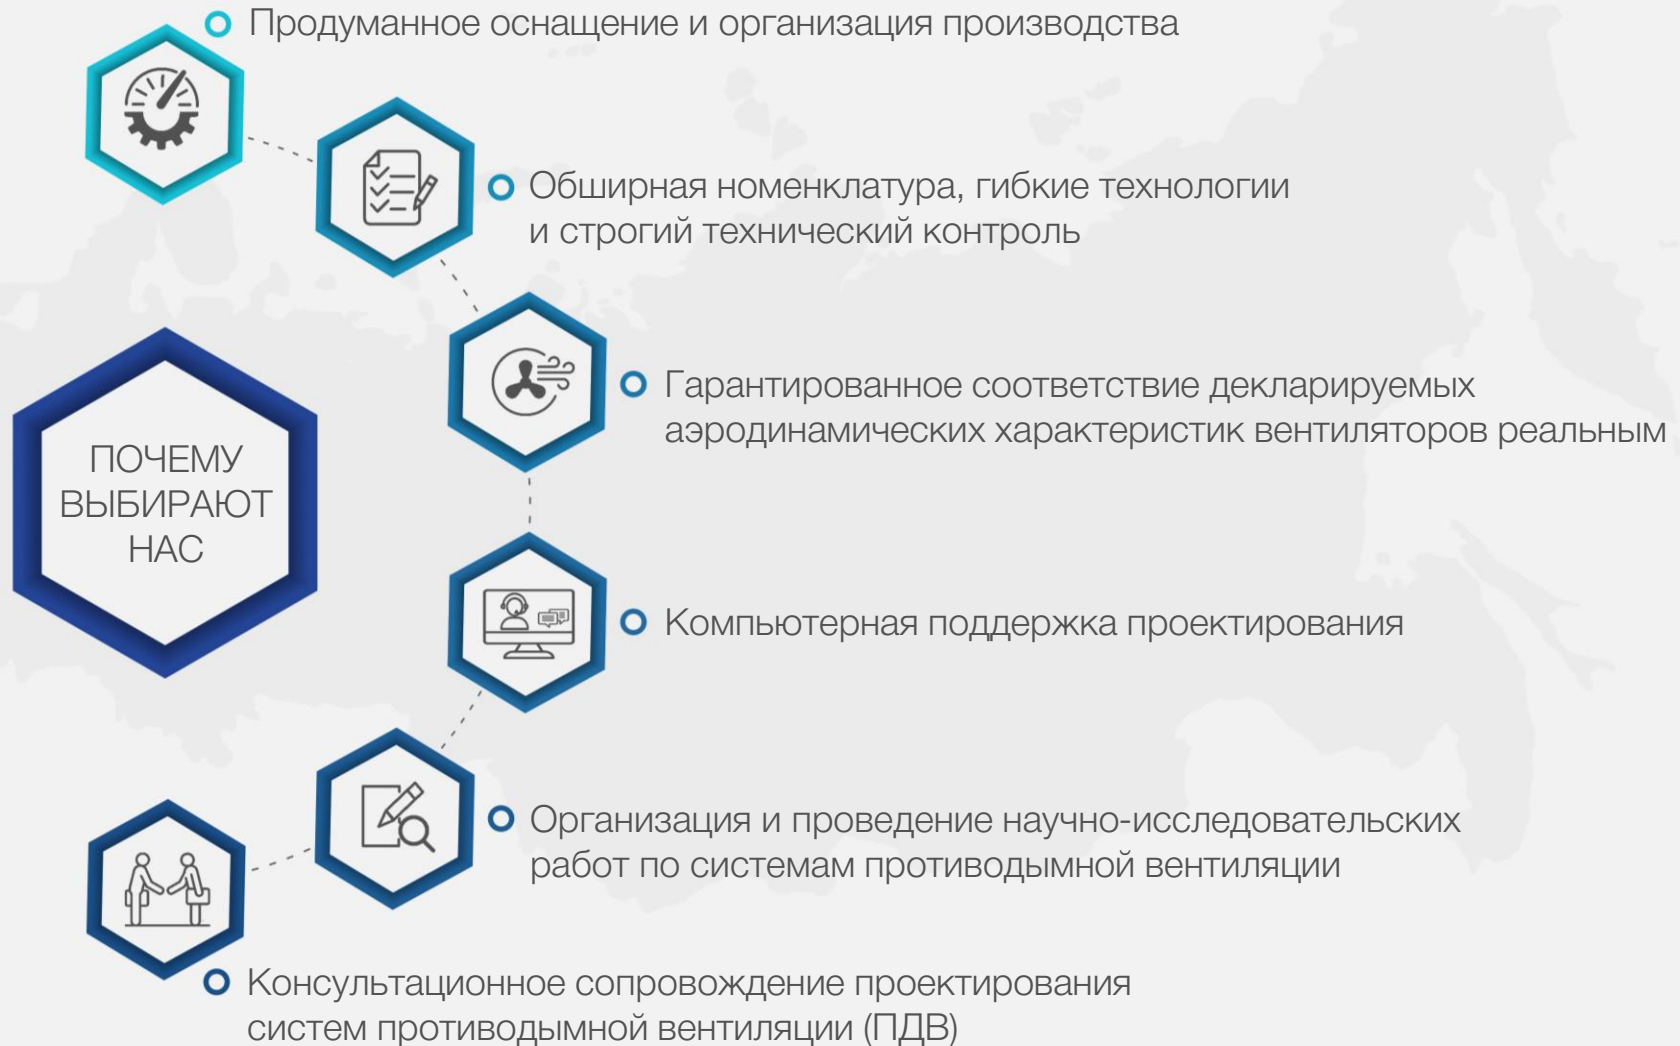 Продуманное оснащение и организация производства
Обширная номенклатура, гибкие технологии
и строгий технический контроль
Гарантированное соответствие декларируемых
аэродинамических характеристик вентиляторов реальным
ПОЧЕМУ
ВЫБИРАЮТ
НАС
Компьютерная поддержка проектирования
Организация и проведение научно-исследовательских
работ по системам противодымной вентиляции
Консультационное сопровождение проектирования
систем противодымной вентиляции (ПДВ)